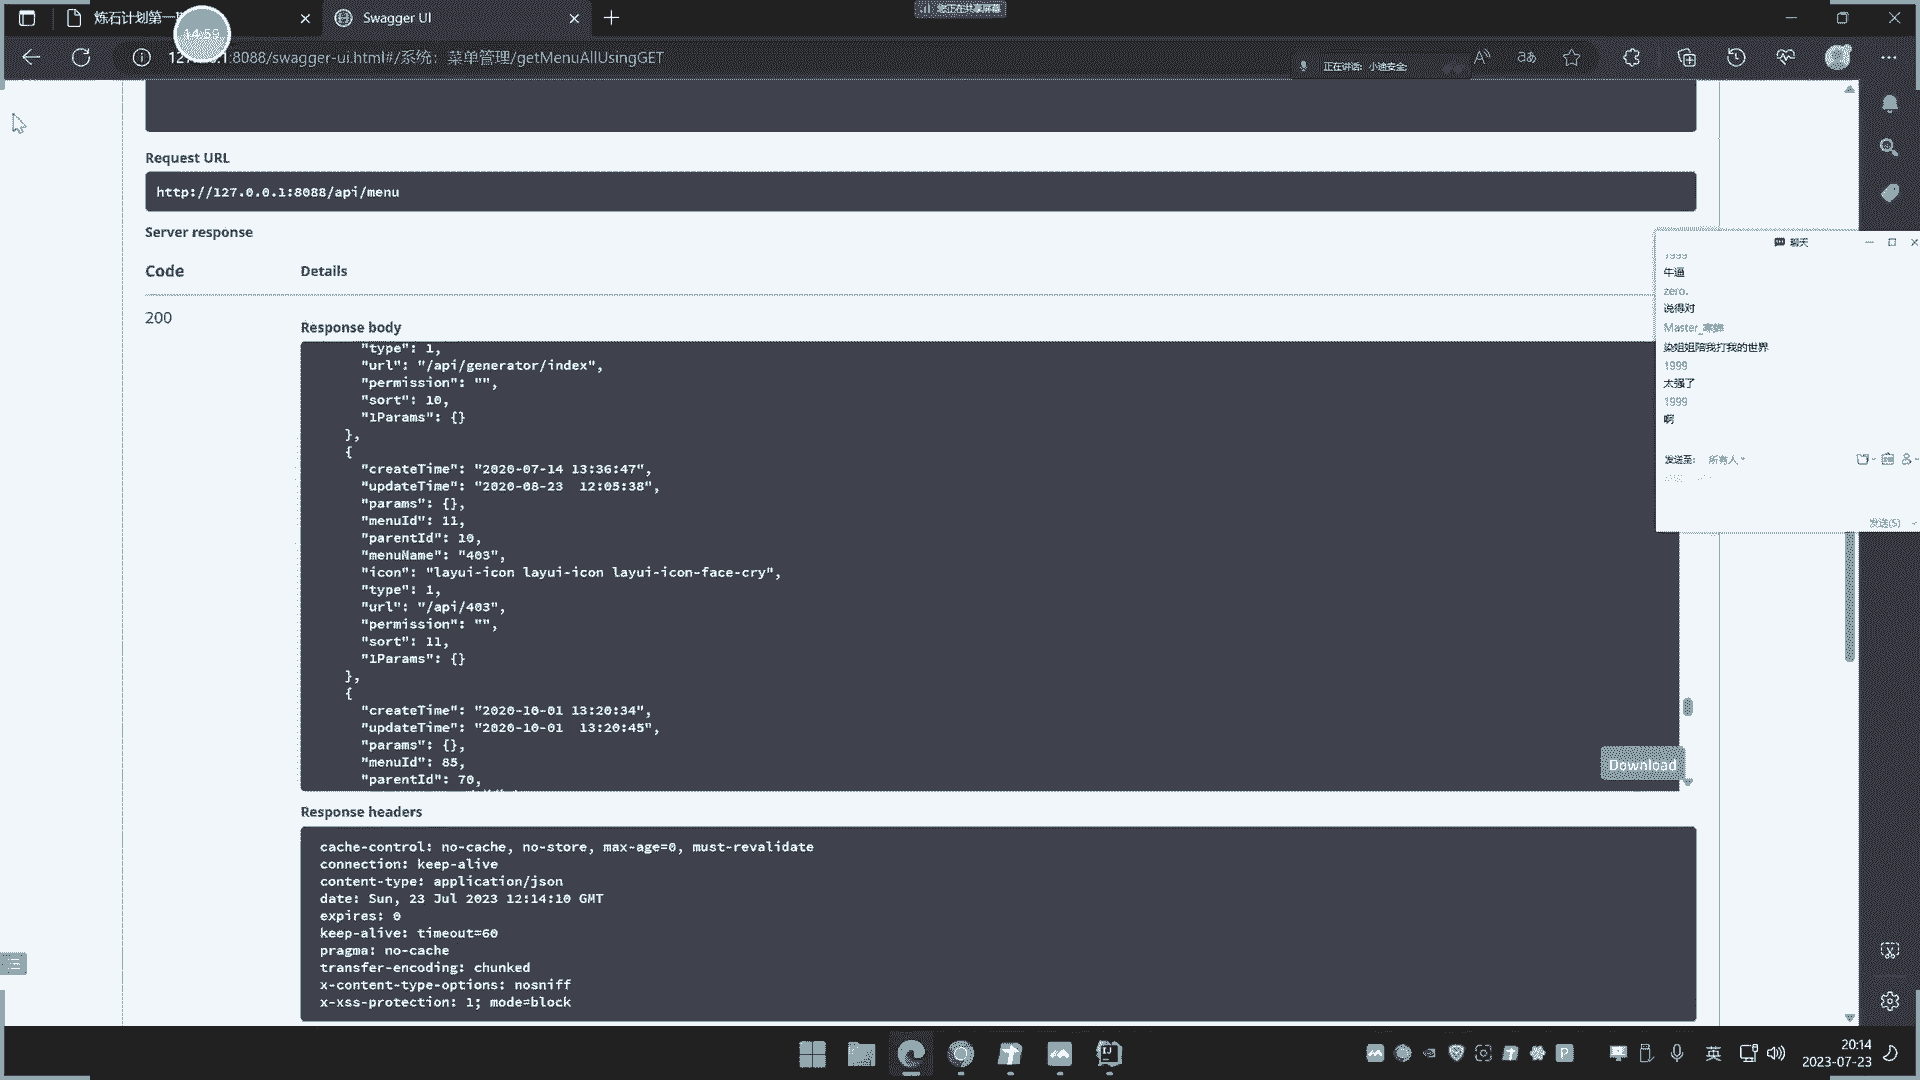 炼石计划第一
14:59
Swagger UI
您正在共享屏幕
:8088/swagger-ui.html#/系统：菜单管理/getMenuAllUsingGET
正在讲话: 小迪安全;
Request URL
http://127.0.0.1:8088/api/menu
Server response
Code
Details
200
Response body
"type": 1,
"url": "/api/generator/index",
"permission": "",
"sort": 10,
"1Params": {}
},
{
"createTime": "2020-07-14 13:36:47",
"updateTime": "2020-08-23  12:05:38",
"params": {},
"menuId": 11,
"parentId": 10,
"menuName": "403",
"icon": "layui-icon layui-icon layui-icon-face-cry",
"type": 1,
"url": "/api/403",
"permission": "",
"sort": 11,
"1Params": {}
},
{
"createTime": "2020-10-01 13:20:34",
"updateTime": "2020-10-01  13:20:45",
"params": {},
"menuId": 85,
"parentId": 70,
Download
Response headers
cache-control: no-cache, no-store, max-age=0, must-revalidate
connection: keep-alive
content-type: application/json
date: Sun, 23 Jul 2023 12:14:10 GMT
expires: 0
keep-alive: timeout=60
pragma: no-cache
transfer-encoding: chunked
x-content-type-options: nosniff
x-xss-protection: 1; mode=block
聊天
1999
牛逼
zero.
说得对
Master_
染姐姐陪我打我的世界
1999
太强了
1999
啊
发送至: 所有人
发送(S)
英
20:14
2023-07-23